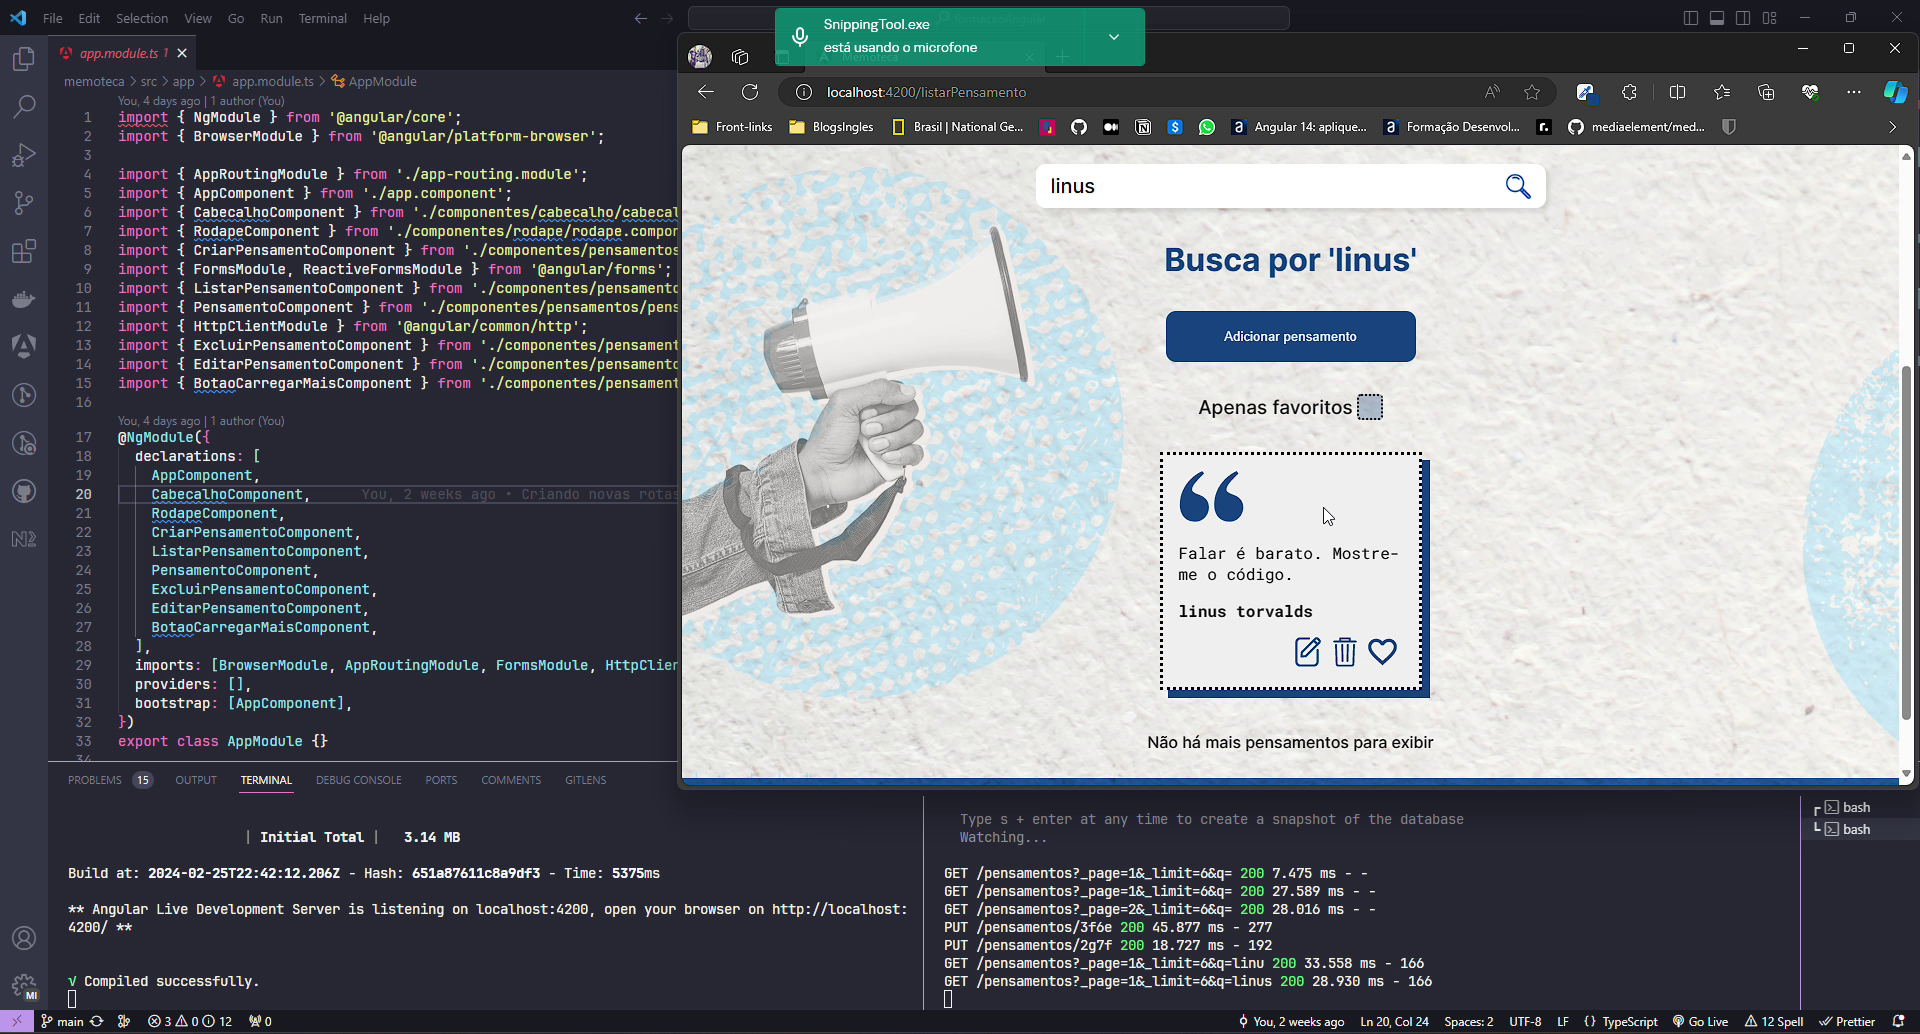 File Edit Selection View Go Run Terminal Help
SnippingTool.exe
está usando o microfone
app.module.ts 1
memoteca > src > app > app.module.ts > AppModule
You, 4 days ago | 1 author (You)
1 import { NgModule } from '@angular/core';
2 import { BrowserModule } from '@angular/platform-browser';
3
4 import { AppRoutingModule } from './app-routing.module';
5 import { AppComponent } from './app.component';
6 import { CabecalhoComponent } from './componentes/cabecalho/cabecal
7 import { RodapeComponent } from './componentes/rodape/rodape.compon
8 import { CriarPensamentoComponent } from './componentes/pensamentos
9 import { FormsModule, ReactiveFormsModule } from '@angular/forms';
10 import { ListarPensamentoComponent } from './componentes/pensamento
11 import { PensamentoComponent } from './componentes/pensamentos/pens
12 import { HttpClientModule } from '@angular/common/http';
13 import { ExcluirPensamentoComponent } from './componentes/pensament
14 import { EditarPensamentoComponent } from './componentes/pensamento
15 import { BotaoCarregarMaisComponent } from './componentes/pensament
16
You, 4 days ago | 1 author (You)
17 @NgModule({
18 declarations: [
19 AppComponent,
20 CabecalhoComponent, You, 2 weeks ago • Criando novas rotas
21 RodapeComponent,
22 CriarPensamentoComponent,
23 ListarPensamentoComponent,
24 PensamentoComponent,
25 ExcluirPensamentoComponent,
26 EditarPensamentoComponent,
27 BotaoCarregarMaisComponent,
28 ],
29 imports: [BrowserModule, AppRoutingModule, FormsModule, HttpClien
30 providers: [],
31 bootstrap: [AppComponent],
32 })
33 export class AppModule {}
34
Memoteca
localhost:4200/listarPensamento
Front-links BlogsIngles Brasil | National Ge... Angular 14: aplique... Formação Desenvol... mediaelement/med...
linus
Busca por 'linus'
Adicionar pensamento
Apenas favoritos
Falar é barato. Mostre-
me o código.
linus torvalds
Não há mais pensamentos para exibir
PROBLEMS 15 OUTPUT TERMINAL DEBUG CONSOLE PORTS COMMENTS GITLENS
| Initial Total | 3.14 MB
Build at: 2024-02-25T22:42:12.206Z - Hash: 651a87611c8a9df3 - Time: 5375ms
** Angular Live Development Server is listening on localhost:4200, open your browser on http://localhost:
4200/ **
√ Compiled successfully.
Type s + enter at any time to create a snapshot of the database
Watching...
GET /pensamentos?_page=1&_limit=6&q= 200 7.475 ms - -
GET /pensamentos?_page=1&_limit=6&q= 200 27.589 ms - -
GET /pensamentos?_page=2&_limit=6&q= 200 28.016 ms - -
PUT /pensamentos/3f6e 200 45.877 ms - 277
PUT /pensamentos/2g7f 200 18.727 ms - 192
GET /pensamentos?_page=1&_limit=6&q=linu 200 33.558 ms - 166
GET /pensamentos?_page=1&_limit=6&q=linus 200 28.930 ms - 166
bash
bash
MI
main 3 0 12 0 You, 2 weeks ago Ln 20, Col 24 Spaces: 2 UTF-8 LF {} TypeScript Go Live 12 Spell Prettier